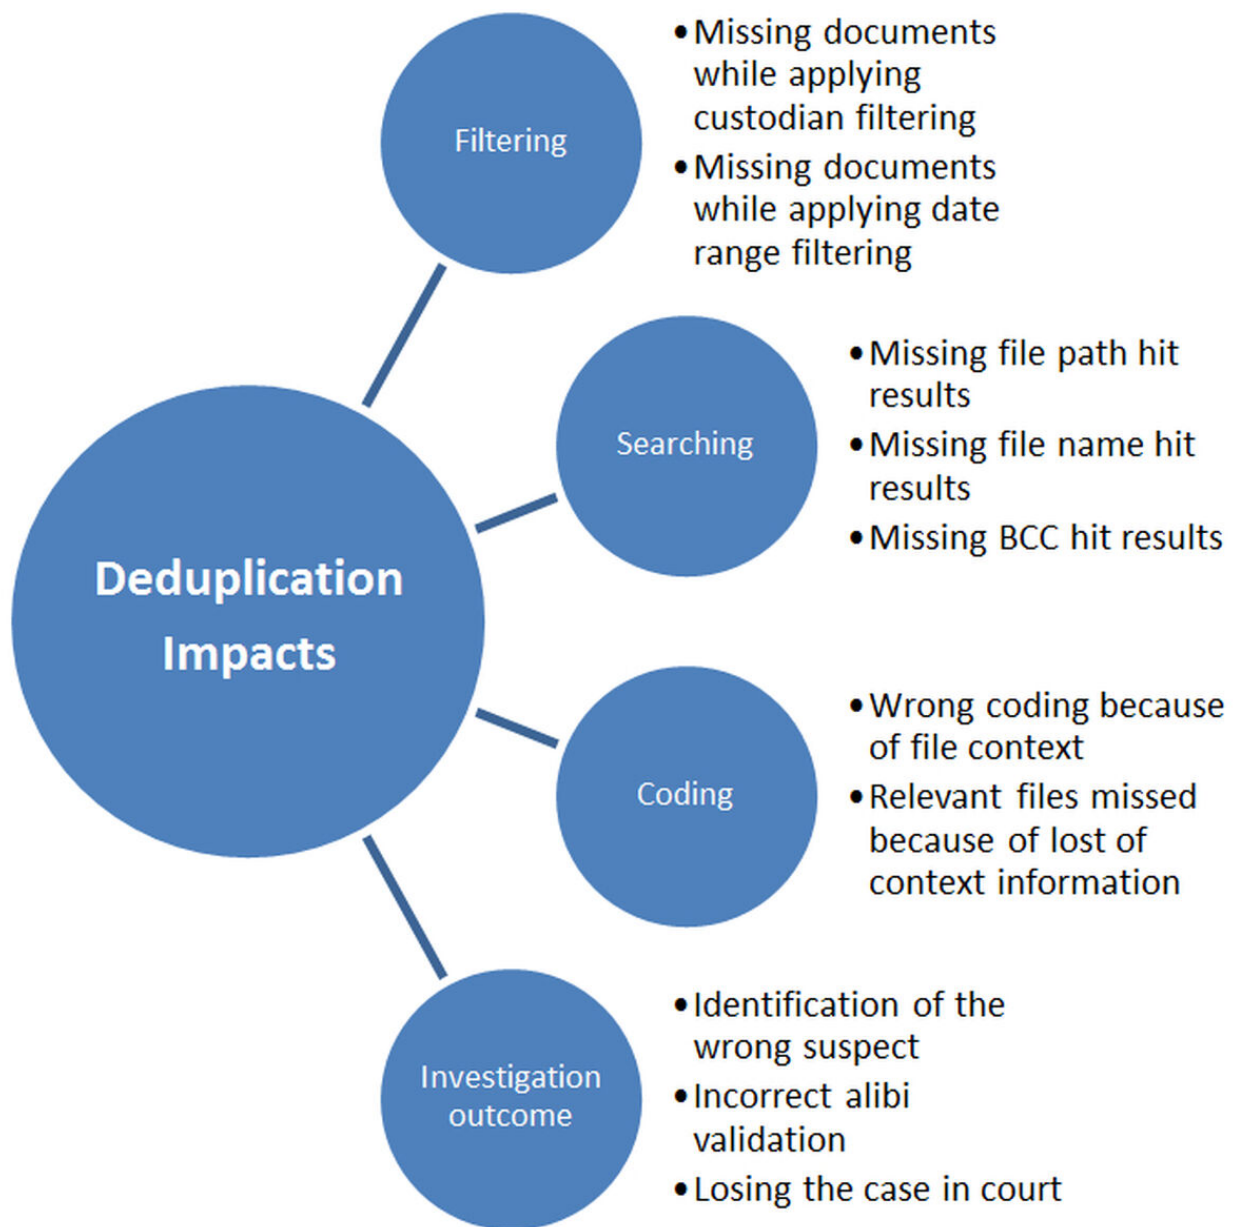 Filtering
• Missing documents
while applying
custodian filtering
• Missing documents
while applying date
range filtering
Searching
• Missing file path hit
results
• Missing file name hit
results
• Missing BCC hit results
Deduplication
Impacts
Coding
• Wrong coding because
of file context
• Relevant files missed
because of lost of
context information
Investigation
outcome
• Identification of the
wrong suspect
• Incorrect alibi
validation
• Losing the case in court